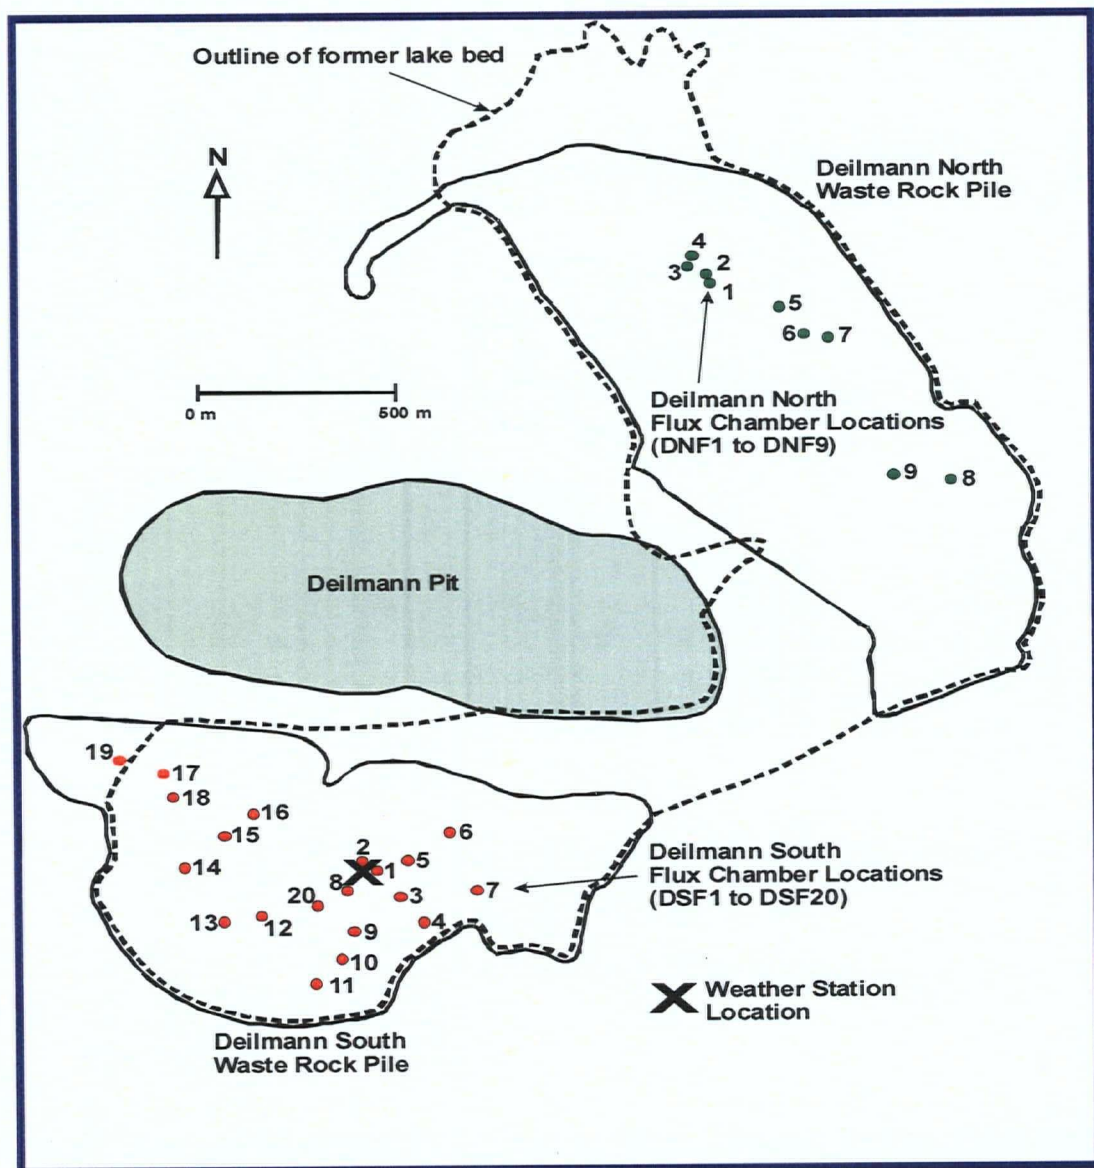 Outline of former lake bed
N
Deilmann North
Waste Rock Pile
4
3
2
1
5
6
7
0 m
500 m
Deilmann North
Flux Chamber Locations
(DNF1 to DNF9)
9
8
Deilmann Pit
19
17
18
16
15
14
6
2
1
5
8
3
7
20
4
13
12
9
10
11
Deilmann South
Flux Chamber Locations
(DSF1 to DSF20)
Weather Station
Location
Deilmann South
Waste Rock Pile